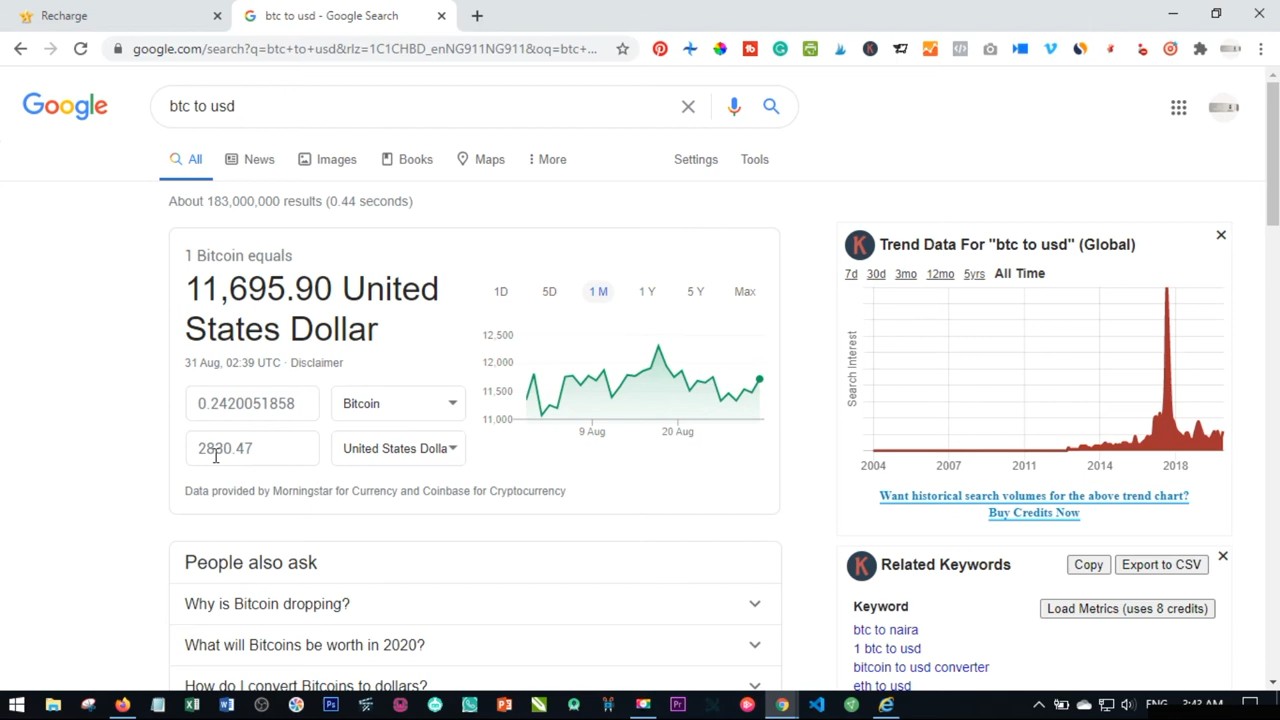 Recharge
btc to usd - Google Search
google.com/search?q=btc+to+usd&rlz=1C1CHBD_enNG911NG911&oq=btc+...
Google
btc to usd
All
News
Images
Books
Maps
More
Settings
Tools
About 183,000,000 results (0.44 seconds)
1 Bitcoin equals
11,695.90 United
States Dollar
31 Aug, 02:39 UTC · Disclaimer
0.2420051858
Bitcoin
2830.47
United States Dolla
Data provided by Morningstar for Currency and Coinbase for Cryptocurrency
1D
5D
1 M
1 Y
5 Y
Max
12,500
12,000
11,500
11,000
9 Aug
20 Aug
People also ask
Why is Bitcoin dropping?
What will Bitcoins be worth in 2020?
How do I convert Bitcoins to dollars?
K
Trend Data For "btc to usd" (Global)
7d
30d
3mo
12mo
5yrs
All Time
Search Interest
2004
2007
2011
2014
2018
Want historical search volumes for the above trend chart?
Buy Credits Now
K
Related Keywords
Copy
Export to CSV
Keyword
Load Metrics (uses 8 credits)
btc to naira
1 btc to usd
bitcoin to usd converter
eth to usd
ENG